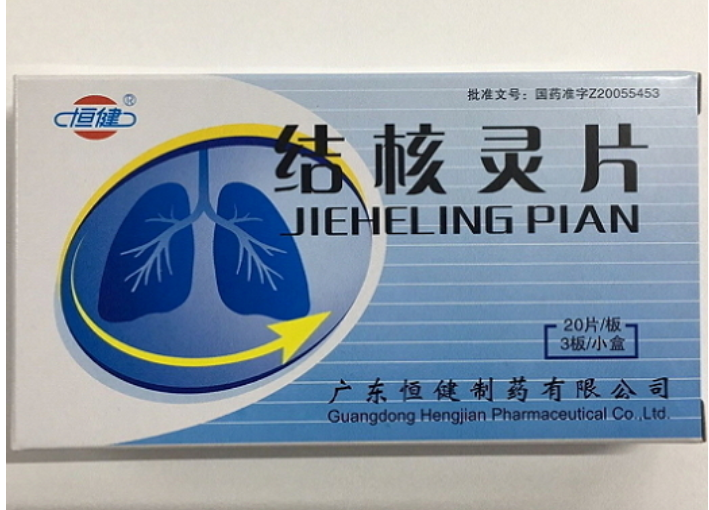 恒健®
批准文号：国药准字Z20055453
结核灵片
JIEHELING PIAN
20片/板
3板/小盒
广东恒健制药有限公司
Guangdong Hengjian Pharmaceutical Co.,Ltd.